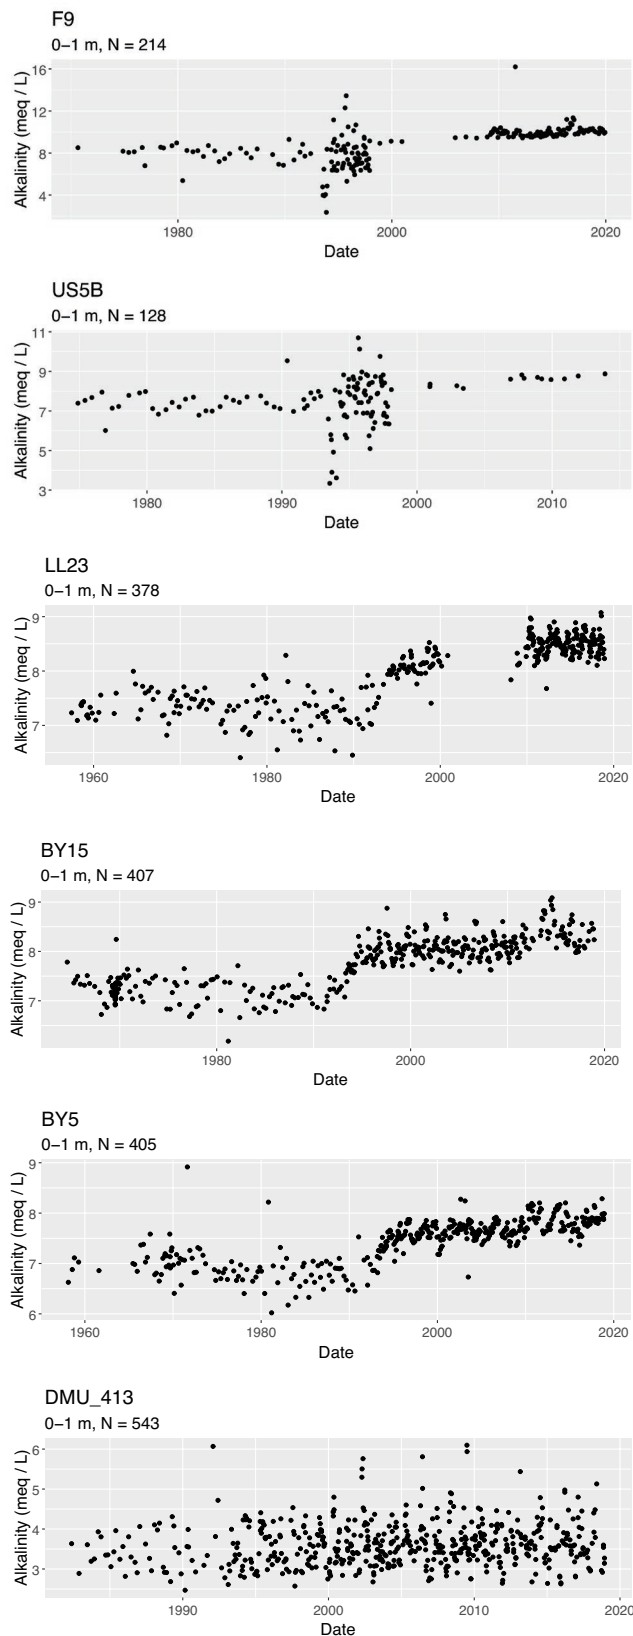 F9
0−1 m, N = 214
Alkalinity (meq / L)
16
12
8
4
1980
2000
2020
Date
US5B
0−1 m, N = 128
Alkalinity (meq / L)
11
9
7
5
3
1980
1990
2000
2010
Date
LL23
0−1 m, N = 378
Alkalinity (meq / L)
9
8
7
1960
1980
2000
2020
Date
BY15
0−1 m, N = 407
Alkalinity (meq / L)
9
8
7
1980
2000
2020
Date
BY5
0−1 m, N = 405
Alkalinity (meq / L)
9
8
7
6
1960
1980
2000
2020
Date
DMU_413
0−1 m, N = 543
Alkalinity (meq / L)
6
5
4
3
1990
2000
2010
2020
Date